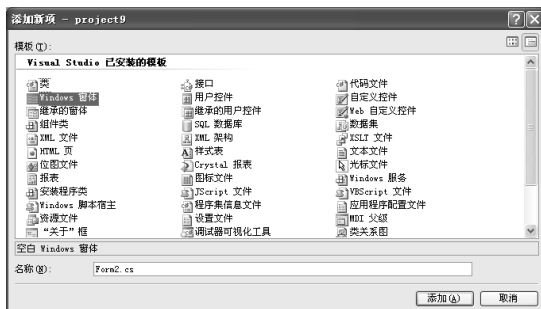 添加新项 - project9
模板(T):
Visual Studio 已安装的模板
类 接口 代码文件
Windows 窗体 用户控件 自定义控件
继承的窗体 继承的用户控件 Web 自定义控件
组件类 SQL 数据库 数据集
XML 文件 XML 架构 XSLT 文件
HTML 页 样式表 文本文件
位图文件 Crystal 报表 光标文件
报表 图标文件 Windows 服务
安装程序类 JScript 文件 VBScript 文件
Windows 脚本宿主 程序集信息文件 应用程序配置文件
资源文件 设置文件 MDI 父级
“关于”框 调试器可视化工具 类关系图
空白 Windows 窗体
名称(N): Form2.cs
添加(A) 取消